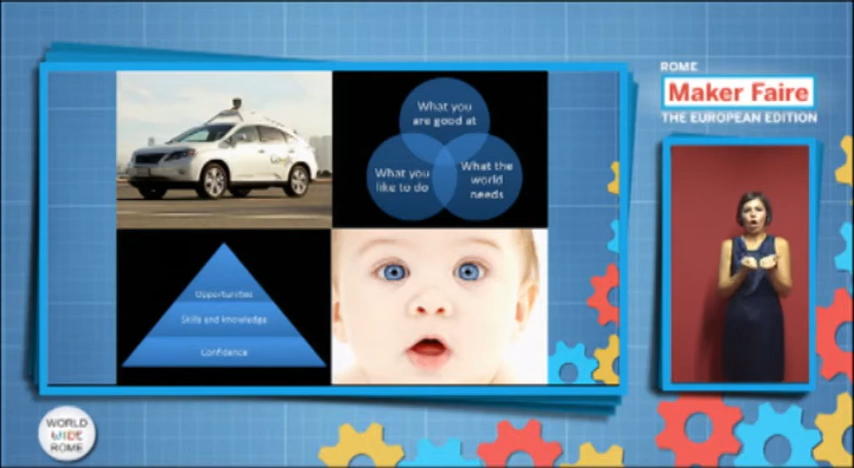 ROME
Maker Faire
THE EUROPEAN EDITION
What you
are good at
What you
like to do
What the
world
needs
Google
Opportunities
Skills and knowledge
Confidence
WORLD
WIDE
ROME